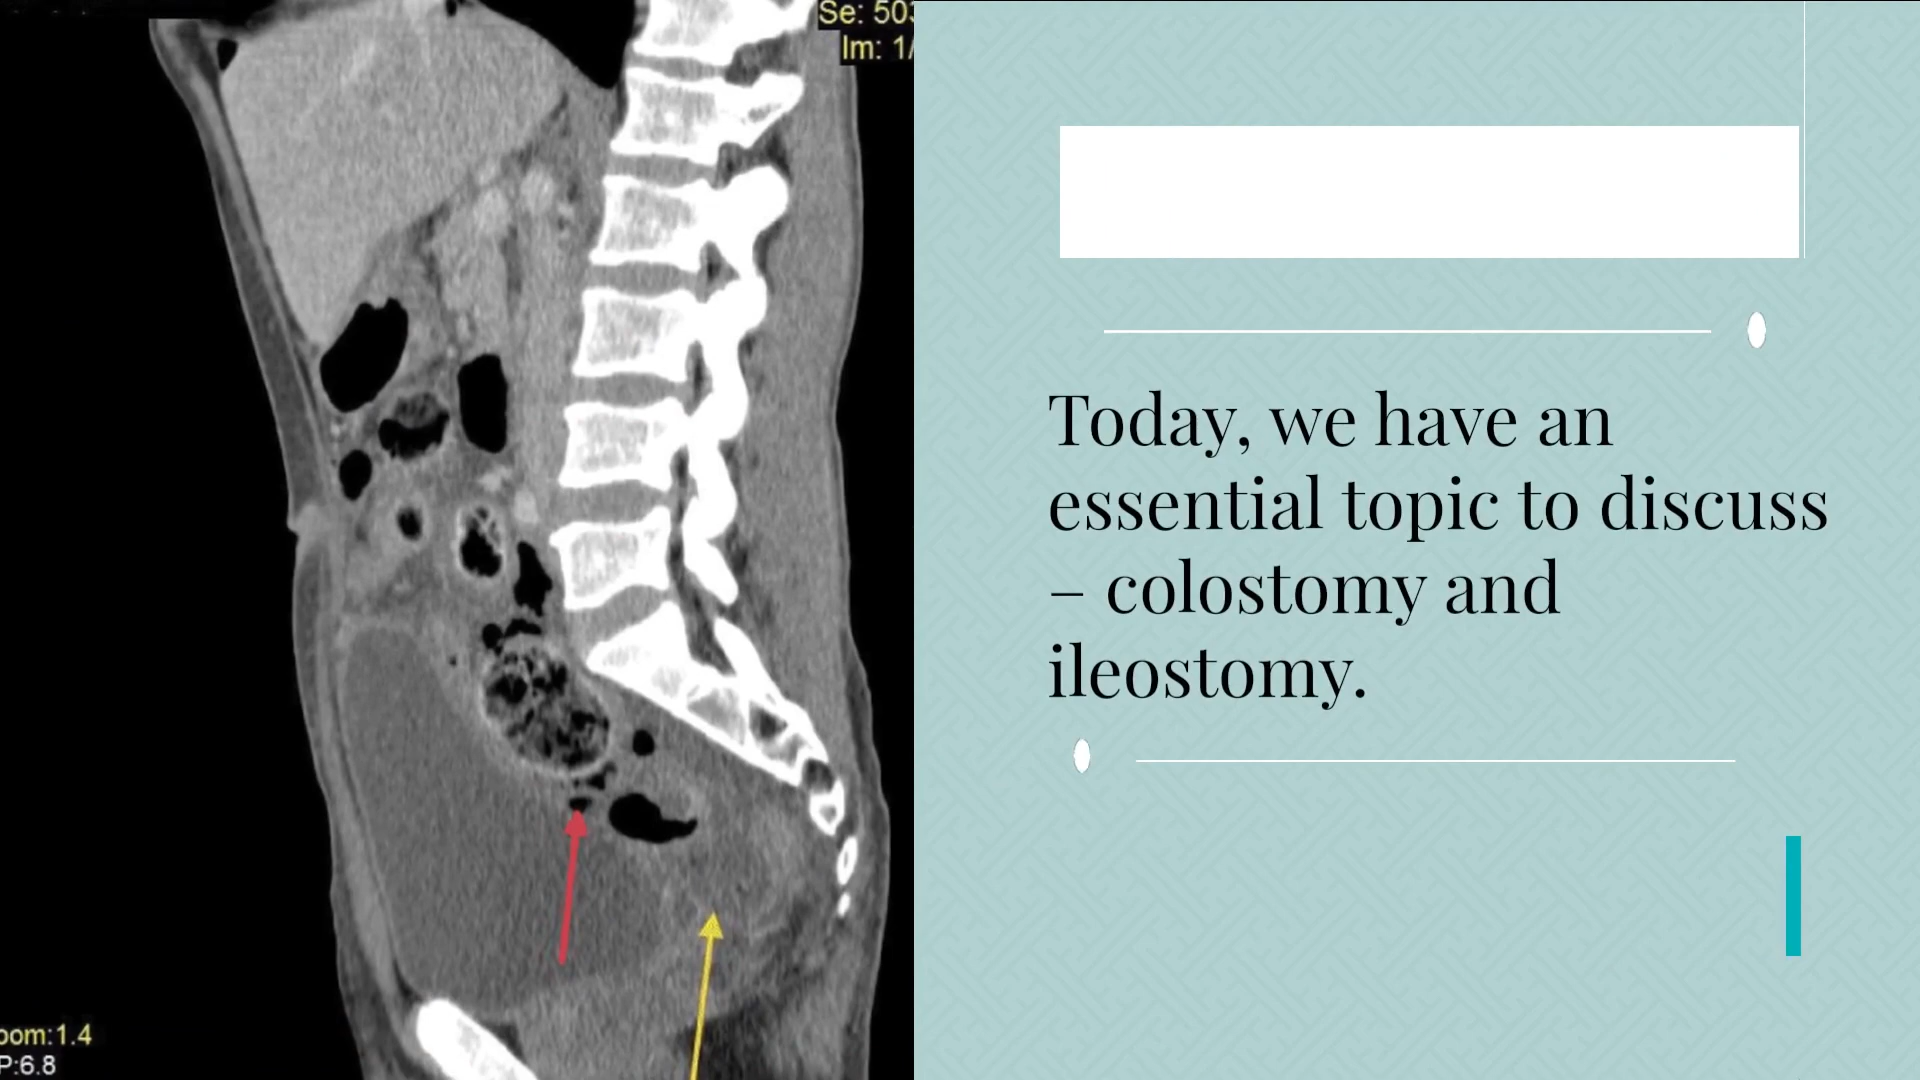 Se: 503
Im: 1/
Today, we have an
essential topic to discuss
– colostomy and
ileostomy.
oom:1.4
P:6.8